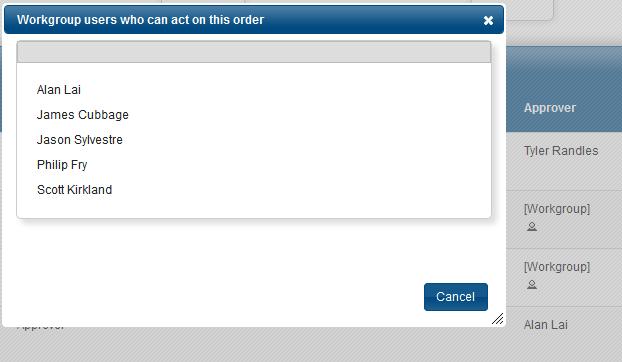 Workgroup users who can act on this order
Alan Lai
James Cubbage
Jason Sylvestre
Philip Fry
Scott Kirkland
Cancel
Approver
Tyler Randles
[Workgroup]
[Workgroup]
Approver
Alan Lai